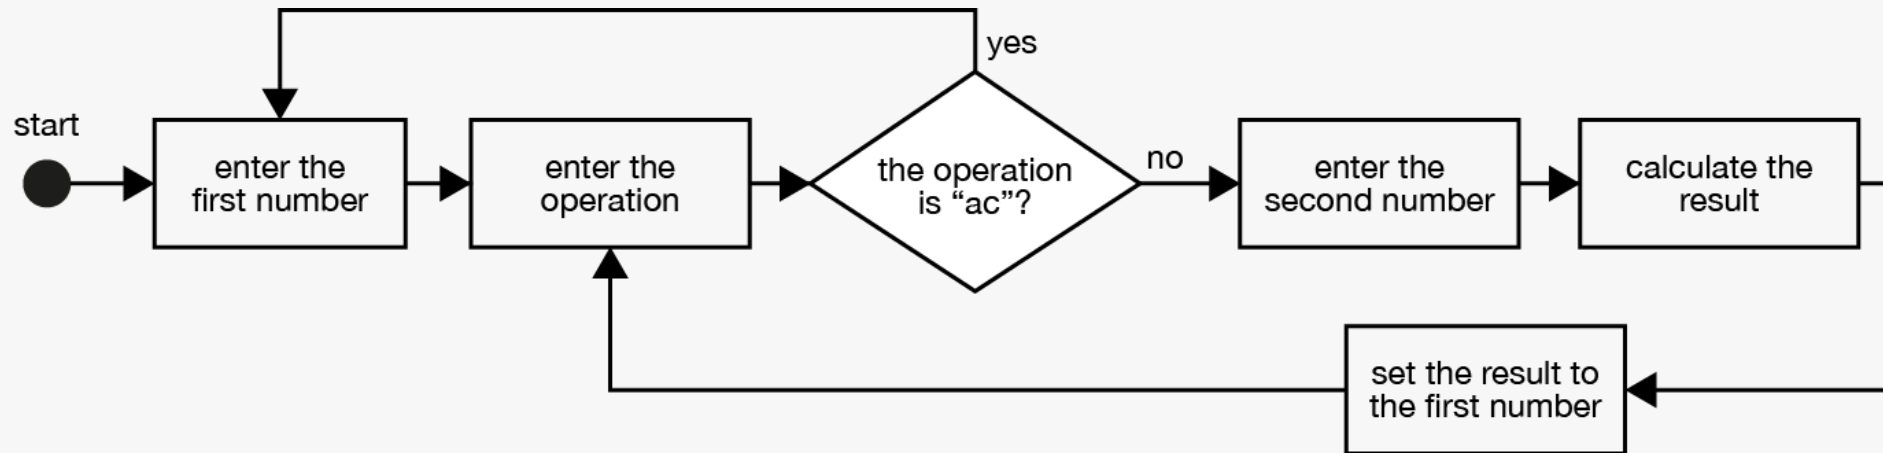 start
enter the
first number
enter the
operation
the operation
is “ac”?
yes
no
enter the
second number
calculate the
result
set the result to
the first number